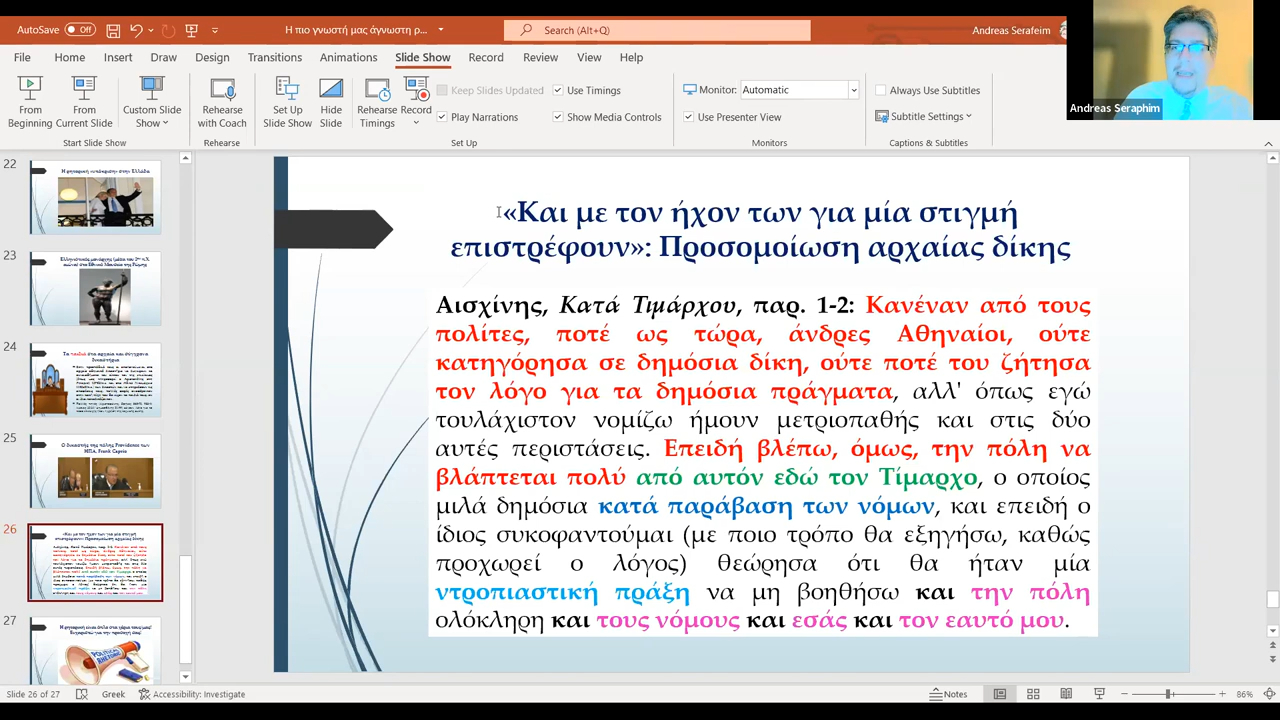 AutoSave Off
Η πιο γνωστή μας άγνωστη ρ...
Search (Alt+Q)
Andreas Serafeim
File Home Insert Draw Design Transitions Animations Slide Show Record Review View Help
From Beginning
From Current Slide
Custom Slide Show
Rehearse with Coach
Set Up Slide Show
Hide Slide
Rehearse Timings
Record
Keep Slides Updated
Use Timings
Play Narrations
Show Media Controls
Monitor: Automatic
Use Presenter View
Always Use Subtitles
Subtitle Settings
Start Slide Show
Rehearse
Set Up
Monitors
Captions & Subtitles
Andreas Seraphim
22
23
24
25
Ο δικαστής της πόλης Providence των
ΗΠΑ, Frank Caprio
26
27
POLITICAL
RHETORIC
«Και με τον ήχον των για μία στιγμή
επιστρέφουν»: Προσομοίωση αρχαίας δίκης
Αισχίνης, Κατά Τιμάρχου, παρ. 1-2: Κανέναν από τους
πολίτες, ποτέ ως τώρα, άνδρες Αθηναίοι, ούτε
κατηγόρησα σε δημόσια δίκη, ούτε ποτέ του ζήτησα
τον λόγο για τα δημόσια πράγματα, αλλ' όπως εγώ
τουλάχιστον νομίζω ήμουν μετριοπαθής και στις δύο
αυτές περιστάσεις. Επειδή βλέπω, όμως, την πόλη να
βλάπτεται πολύ από αυτόν εδώ τον Τίμαρχο, ο οποίος
μιλά δημόσια κατά παράβαση των νόμων, και επειδή ο
ίδιος συκοφαντούμαι (με ποιο τρόπο θα εξηγήσω, καθώς
προχωρεί ο λόγος) θεώρησα ότι θα ήταν μία
ντροπιαστική πράξη να μη βοηθήσω και την πόλη
ολόκληρη και τους νόμους και εσάς και τον εαυτό μου.
Slide 26 of 27
Greek
Accessibility: Investigate
Notes
86%